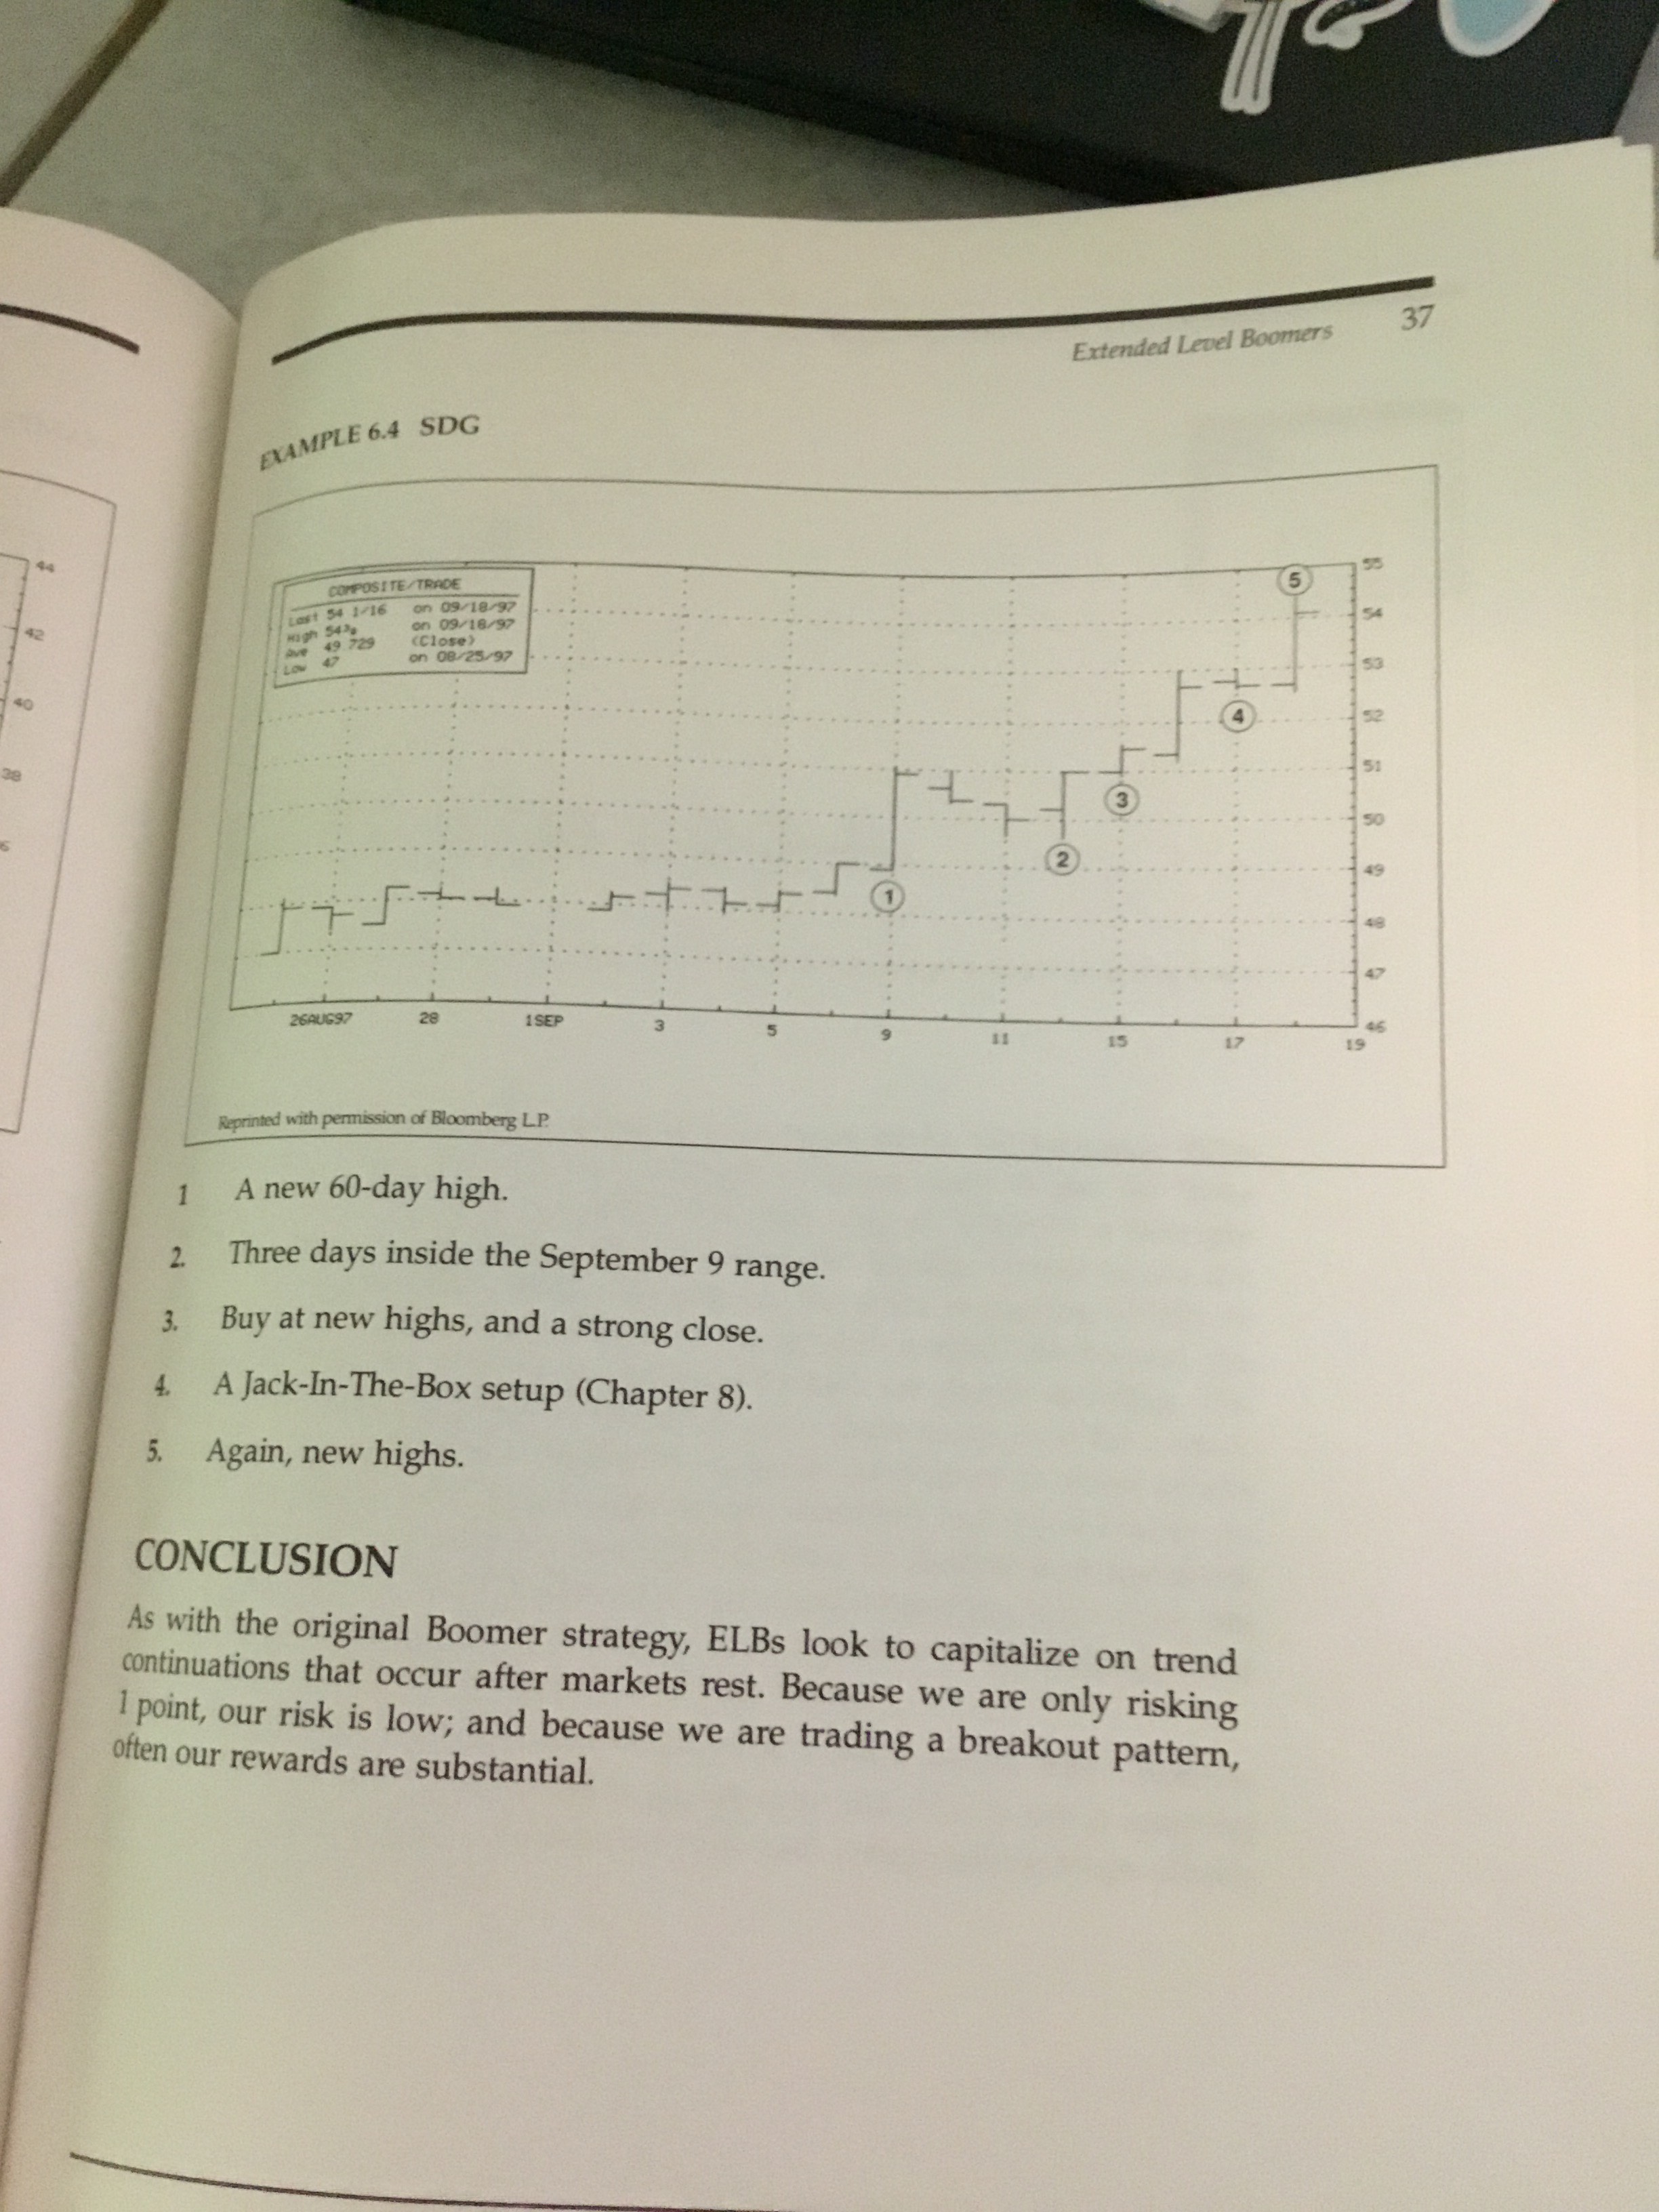 44
42
40
38
6
Extended Level Boomers 37
EXAMPLE 6.4 SDG
COMPOSITE/TRADE
Last 54 1/16 on 09/18/97
High 54⅜ on 09/18/97
Ave 49.729 (Close)
Low 47 on 08/25/97
55
54
53
52
51
50
49
48
47
46
5
4
3
2
1
26AUG97 28 1SEP 3 5 9 11 15 17 19
Reprinted with permission of Bloomberg L.P.
1 A new 60-day high.
2. Three days inside the September 9 range.
3. Buy at new highs, and a strong close.
4. A Jack-In-The-Box setup (Chapter 8).
5. Again, new highs.
CONCLUSION
As with the original Boomer strategy, ELBs look to capitalize on trend
continuations that occur after markets rest. Because we are only risking
1 point, our risk is low; and because we are trading a breakout pattern,
often our rewards are substantial.